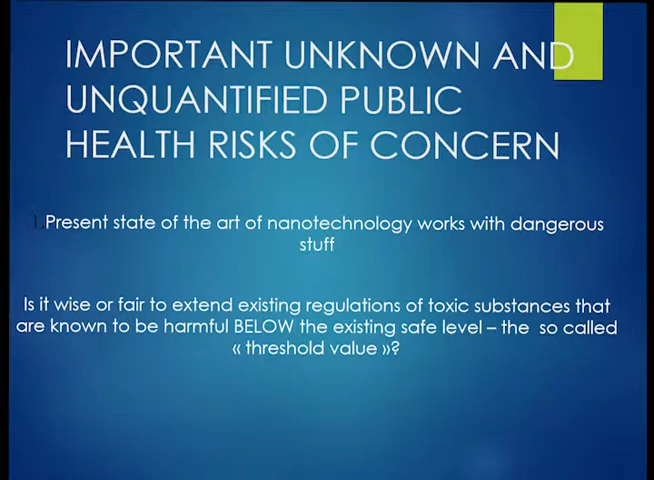 IMPORTANT UNKNOWN AND
UNQUANTIFIED PUBLIC
HEALTH RISKS OF CONCERN
1.Present state of the art of nanotechnology works with dangerous
stuff
Is it wise or fair to extend existing regulations of toxic substances that
are known to be harmful BELOW the existing safe level – the so called
« threshold value »?